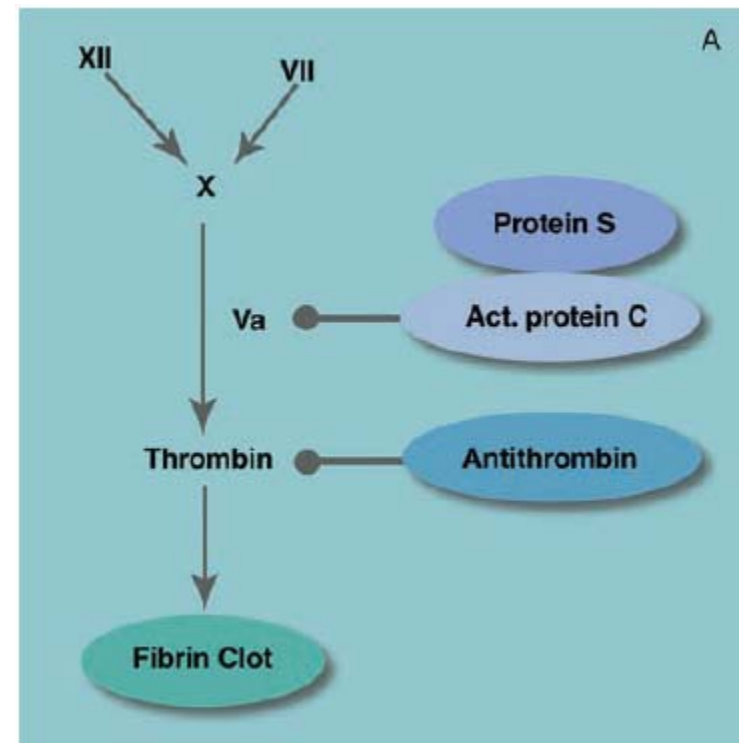 A
XII
VII
X
Protein S
Va
Act. protein C
Thrombin
Antithrombin
Fibrin Clot